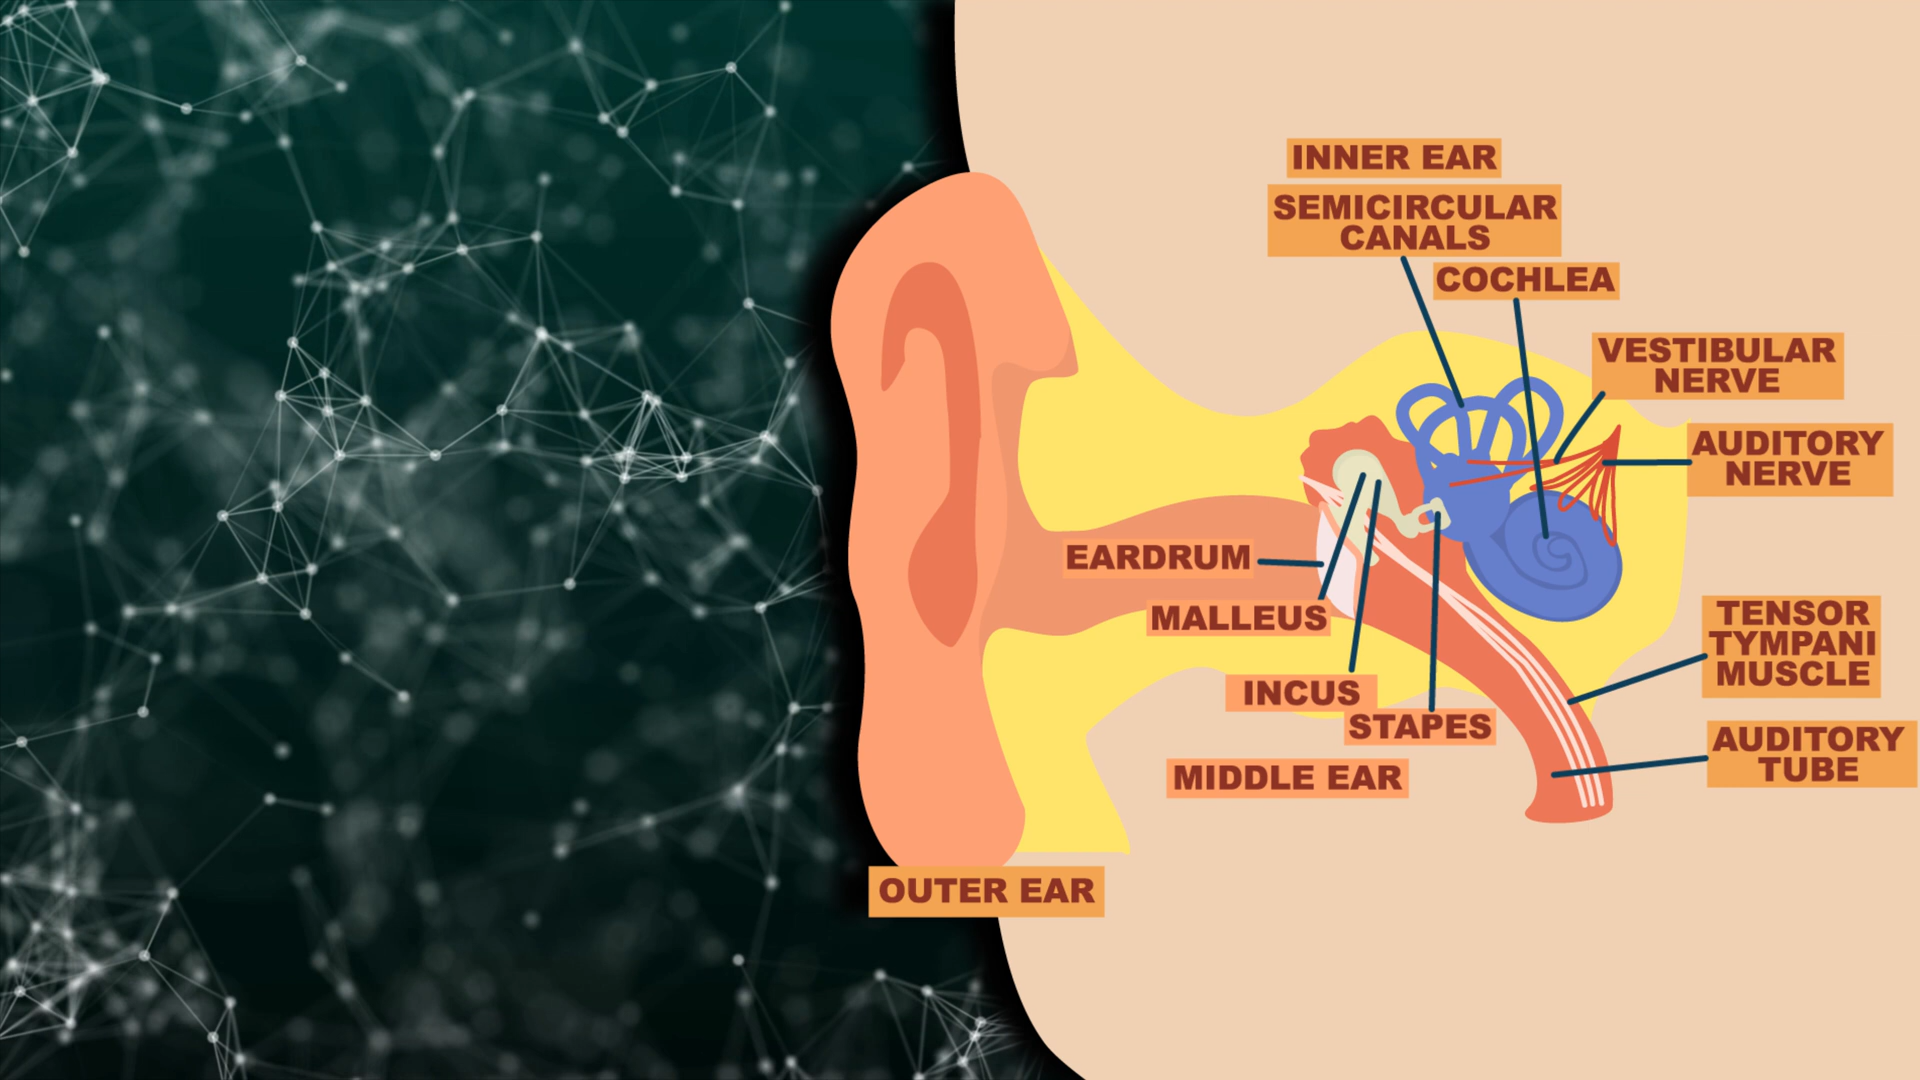 INNER EAR
SEMICIRCULAR
CANALS
COCHLEA
VESTIBULAR
NERVE
AUDITORY
NERVE
EARDRUM
MALLEUS
INCUS
STAPES
MIDDLE EAR
TENSOR
TYMPANI
MUSCLE
AUDITORY
TUBE
OUTER EAR